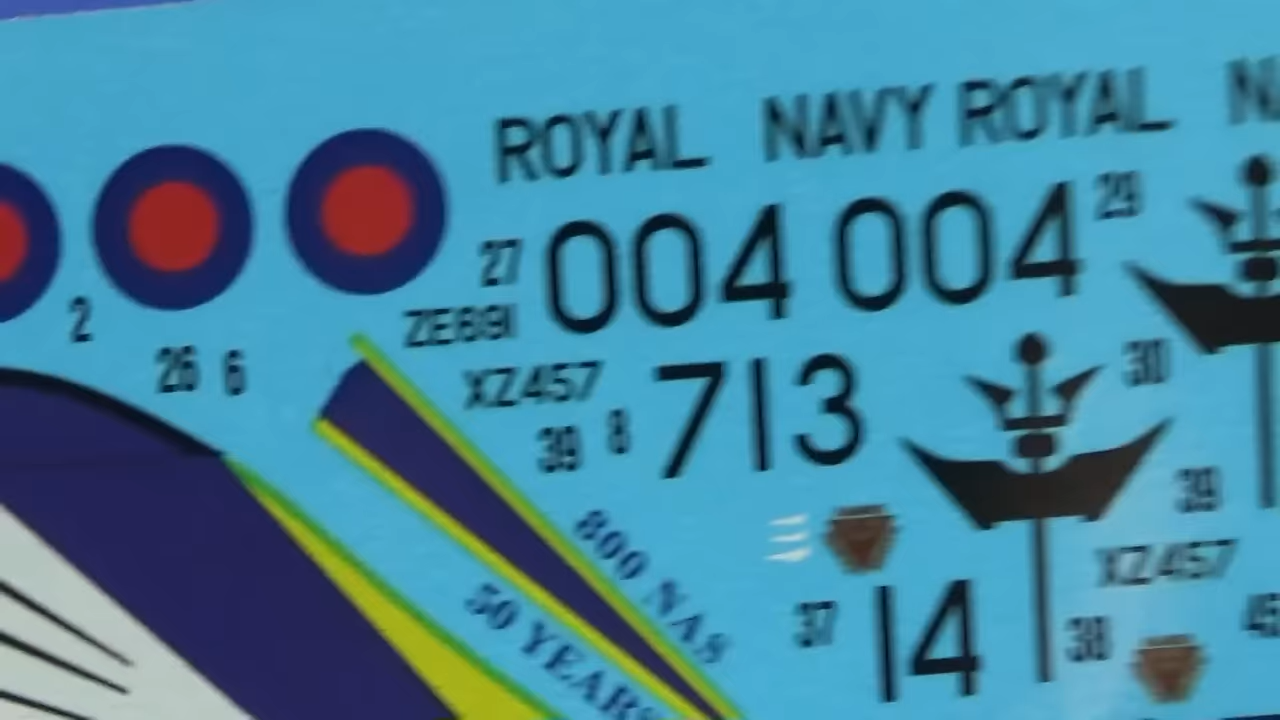 ROYAL NAVY ROYAL
27 004 004 29
2
ZE691
26 6
XZ457
713
30
39 8
39
800 NAS
XZ457
50 YEARS
37 14 38